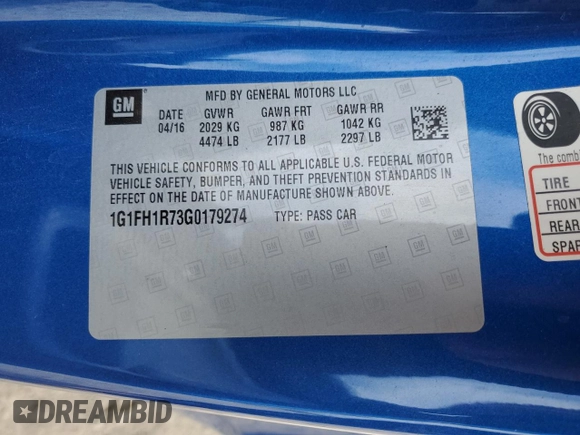 GM
MFD BY GENERAL MOTORS LLC
DATE GVWR GAWR FRT GAWR RR
04/16 2029 KG 987 KG 1042 KG
4474 LB 2177 LB 2297 LB
THIS VEHICLE CONFORMS TO ALL APPLICABLE U.S. FEDERAL MOTOR
VEHICLE SAFETY, BUMPER, AND THEFT PREVENTION STANDARDS IN
EFFECT ON THE DATE OF MANUFACTURE SHOWN ABOVE.
1G1FH1R73G0179274 TYPE: PASS CAR
The comb
TIRE
FRONT
REAR
SPAR
DREAMBID